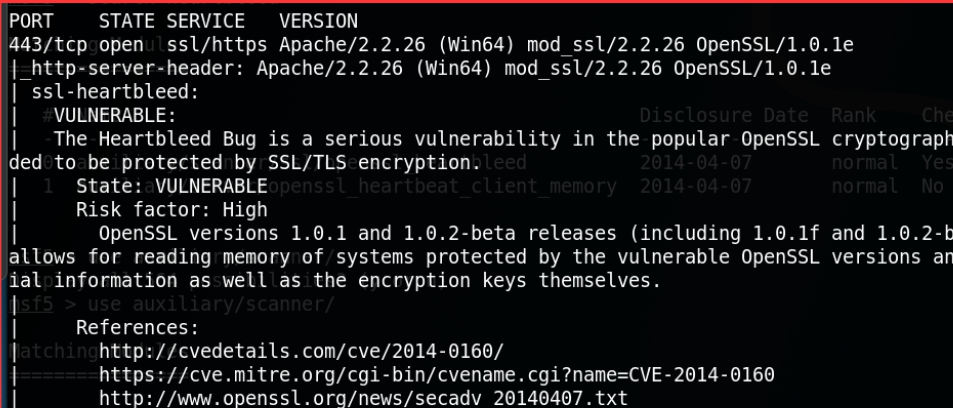 PORT    STATE SERVICE   VERSION
443/tcp open  ssl/https Apache/2.2.26 (Win64) mod_ssl/2.2.26 OpenSSL/1.0.1e
|_http-server-header: Apache/2.2.26 (Win64) mod_ssl/2.2.26 OpenSSL/1.0.1e
| ssl-heartbleed:
|   VULNERABLE:
Disclosure Date  Rank    Che
|   The Heartbleed Bug is a serious vulnerability in the popular OpenSSL cryptograph
ded to be protected by SSL/TLS encryption.
eed 2014-04-07 normal Yes
|     State: VULNERABLE
1 openssl_heartbeat_client_memory 2014-04-07 normal No
|     Risk factor: High
|       OpenSSL versions 1.0.1 and 1.0.2-beta releases (including 1.0.1f and 1.0.2-b
allows for reading memory of systems protected by the vulnerable OpenSSL versions an
ial information as well as the encryption keys themselves.
|
msf5 > use auxiliary/scanner/
|     References:
|       http://cvedetails.com/cve/2014-0160/
Matching Modul
|       https://cve.mitre.org/cgi-bin/cvename.cgi?name=CVE-2014-0160
|       http://www.openssl.org/news/secadv_20140407.txt